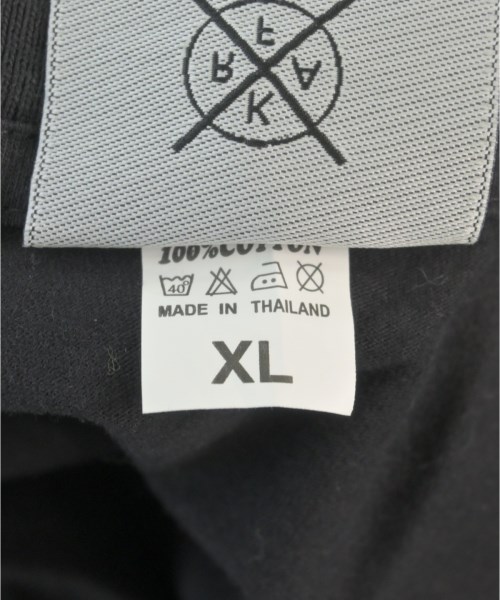 F
R A
K
100%COTTON
40°
MADE IN THAILAND
XL